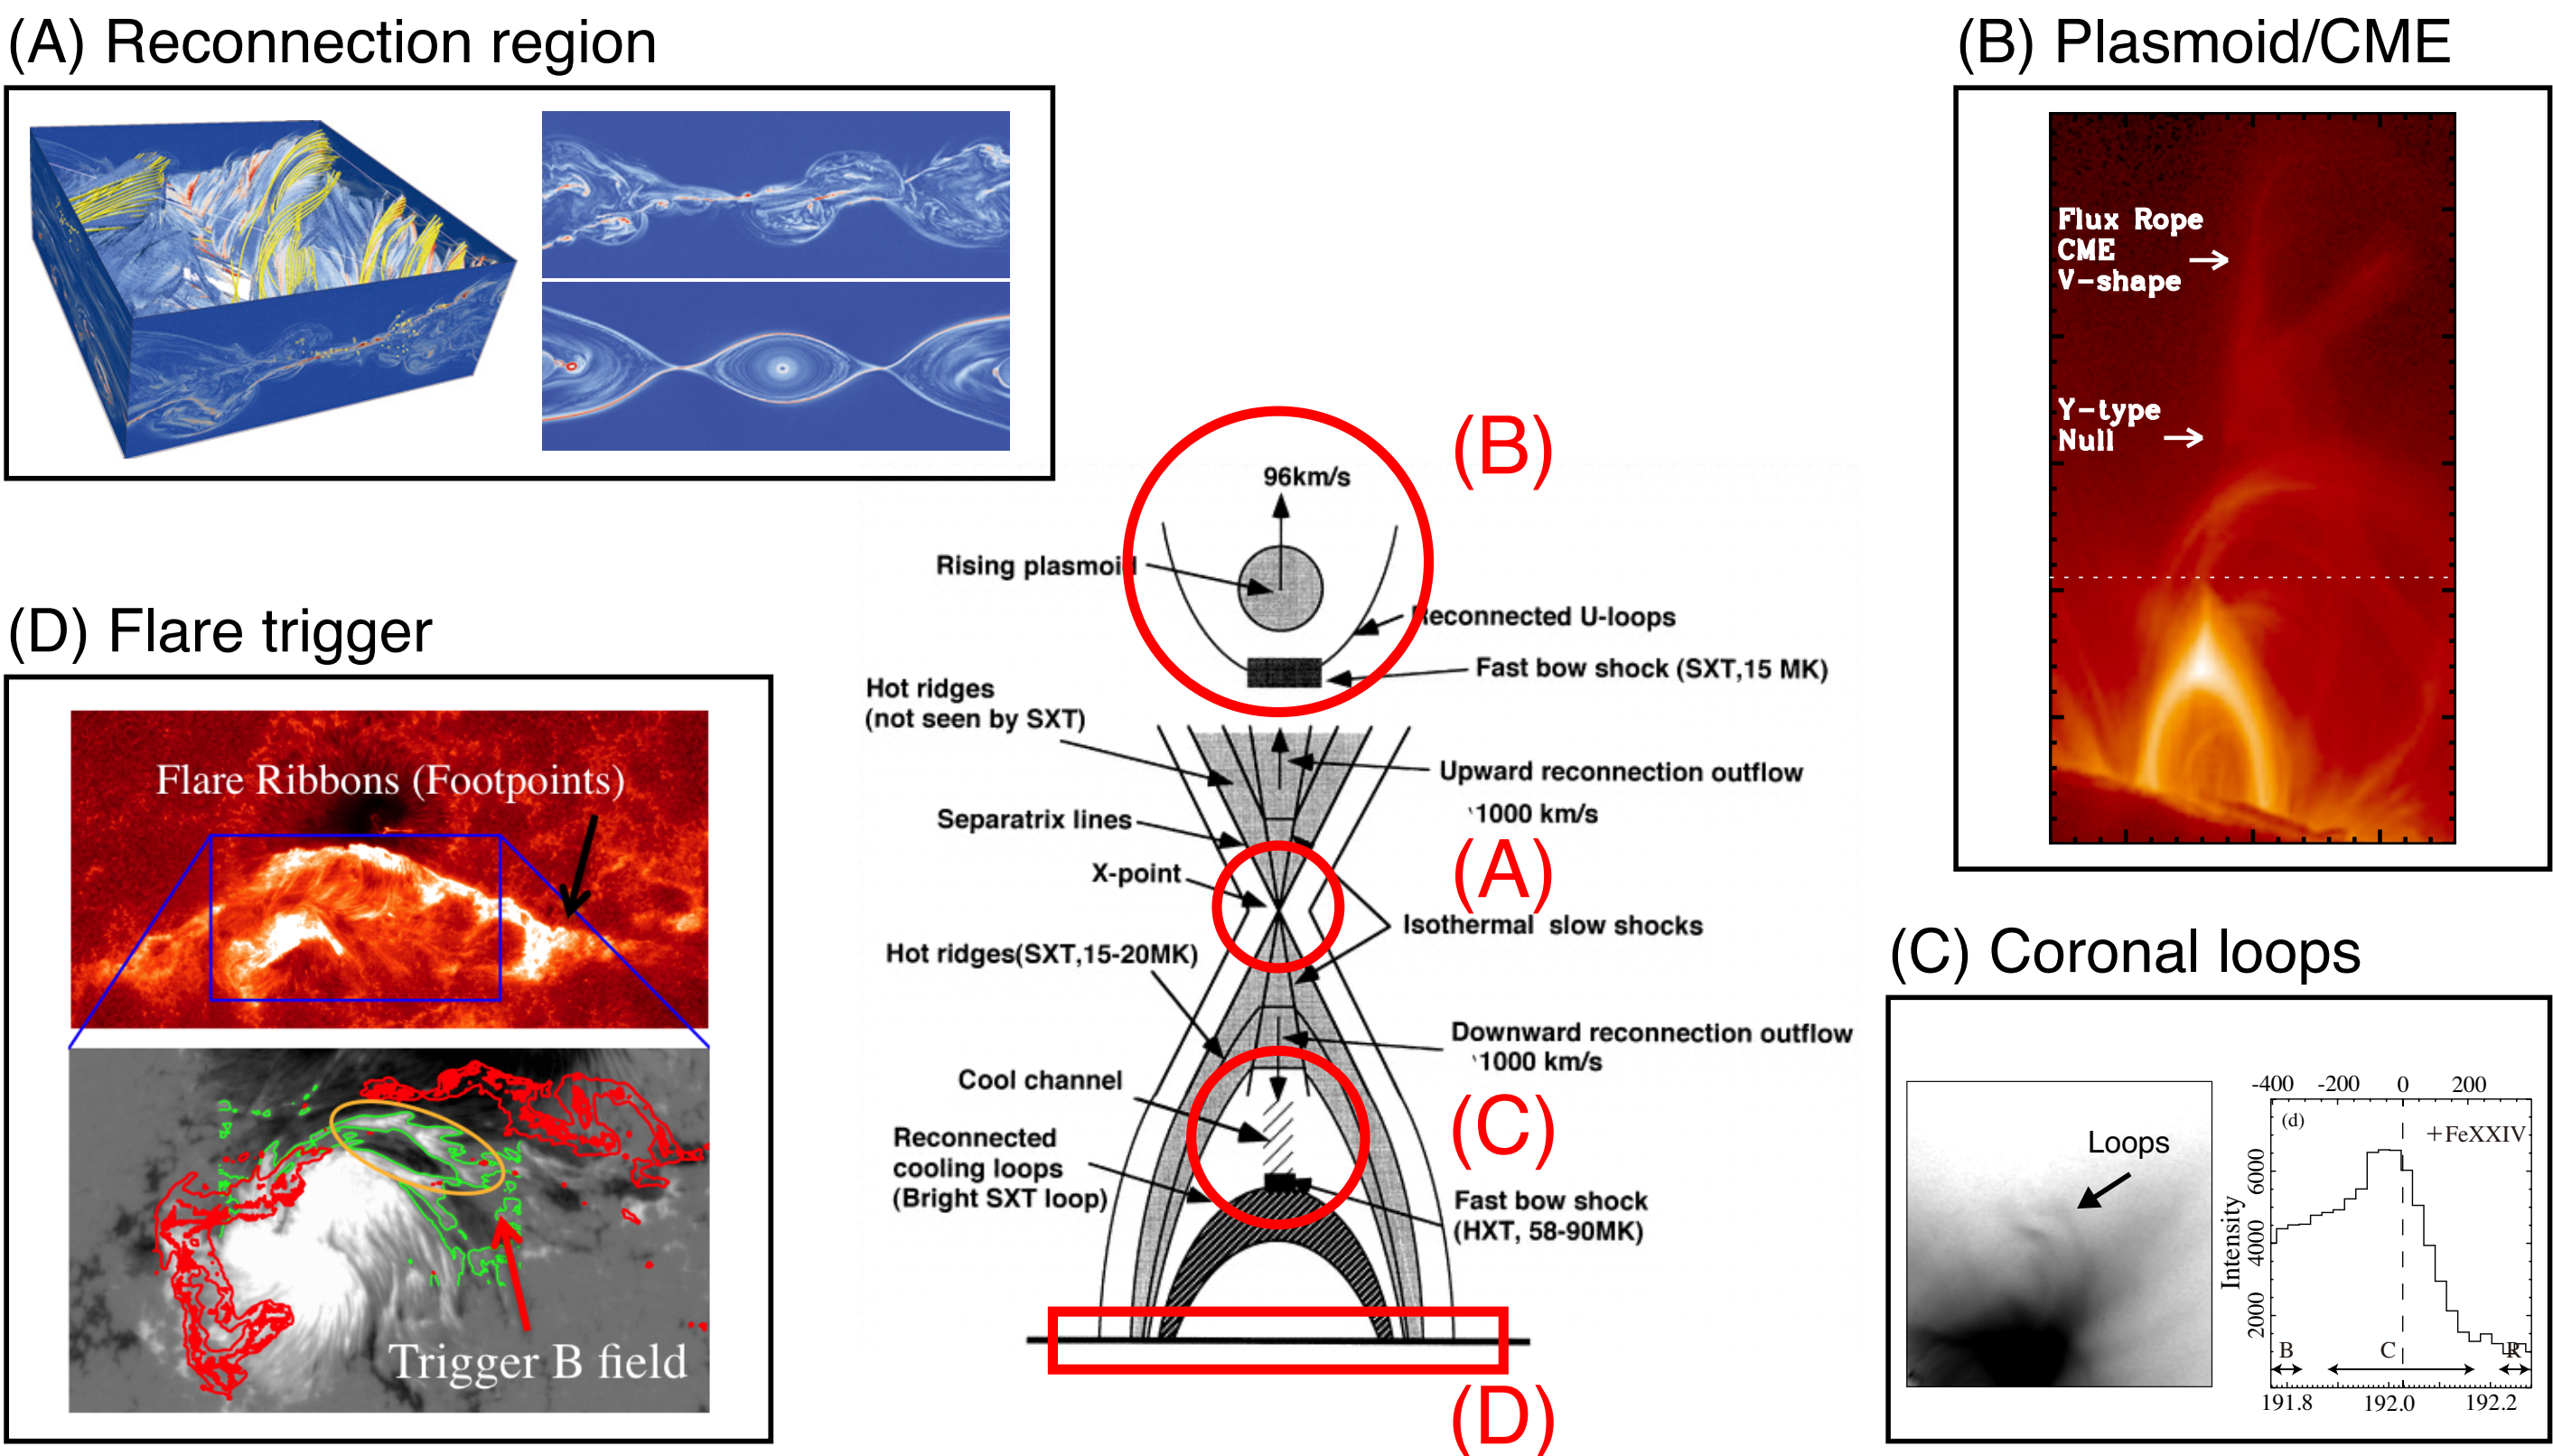 (A) Reconnection region
(B) Plasmoid/CME
Flux Rope
CME
V-shape
Y-type
Null
(B)
96km/s
Rising plasmoid
Reconnected U-loops
Fast bow shock (SXT,15 MK)
Hot ridges
(not seen by SXT)
Upward reconnection outflow
1000 km/s
Separatrix lines
(A)
X-point
Isothermal slow shocks
Hot ridges(SXT,15-20MK)
Downward reconnection outflow
1000 km/s
Cool channel
(C)
Reconnected
cooling loops
(Bright SXT loop)
Fast bow shock
(HXT, 58-90MK)
(D)
(D) Flare trigger
Flare Ribbons (Footpoints)
Trigger B field
(C) Coronal loops
Loops
-400 -200 0 200
(d)
+FeXXIV
Intensity
6000
4000
2000
B C R
191.8 192.0 192.2